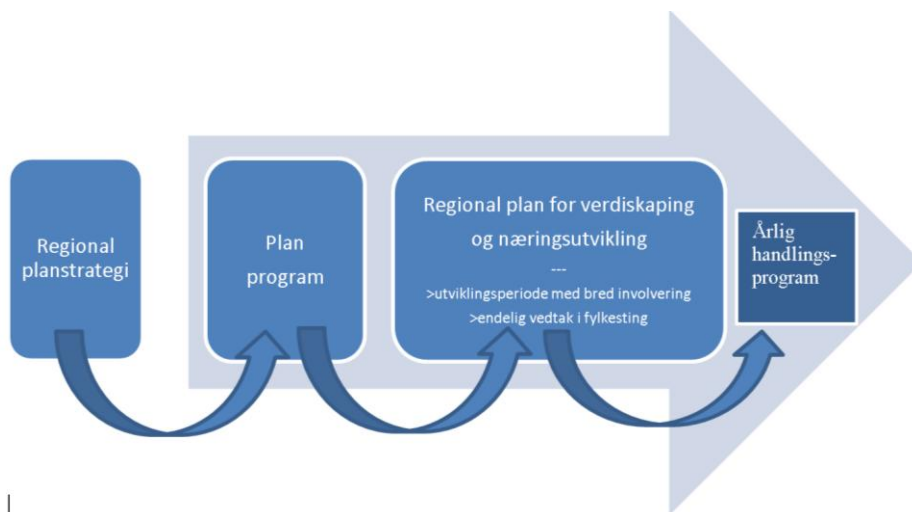 Regional
planstrategi
Plan
program
Regional plan for verdiskaping
og næringsutvikling
---
>utviklingsperiode med bred involvering
>endelig vedtak i fylkesting
Årlig
handlings-
program